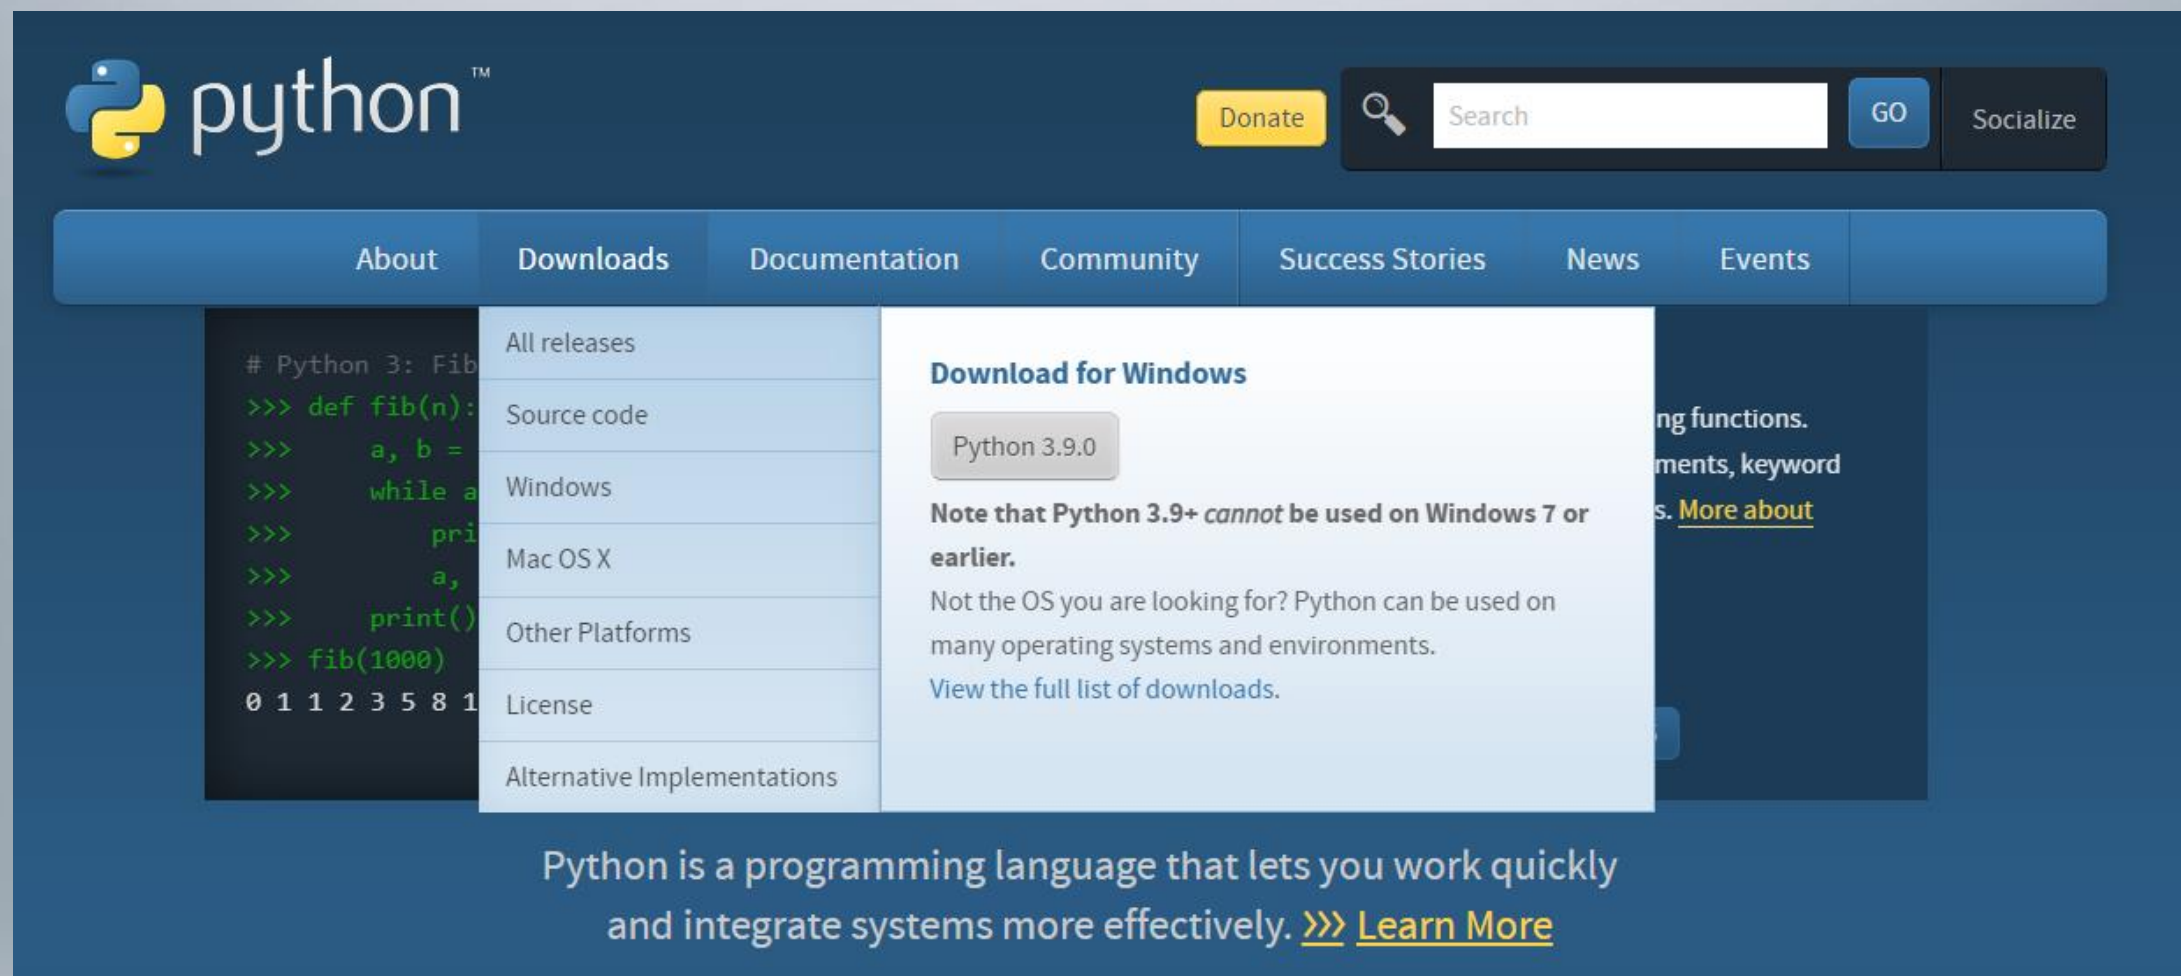 python™
Donate
Search
GO
Socialize
About
Downloads
Documentation
Community
Success Stories
News
Events
# Python 3: Fib
>>> def fib(n):
>>>     a, b =
>>>     while a
>>>         pri
>>>         a,
>>>     print()
>>> fib(1000)
0 1 1 2 3 5 8 1
All releases
Source code
Windows
Mac OS X
Other Platforms
License
Alternative Implementations
Download for Windows
Python 3.9.0
Note that Python 3.9+ cannot be used on Windows 7 or
earlier.
Not the OS you are looking for? Python can be used on
many operating systems and environments.
View the full list of downloads.
ng functions.
ments, keyword
s. More about
Python is a programming language that lets you work quickly
and integrate systems more effectively. >>> Learn More